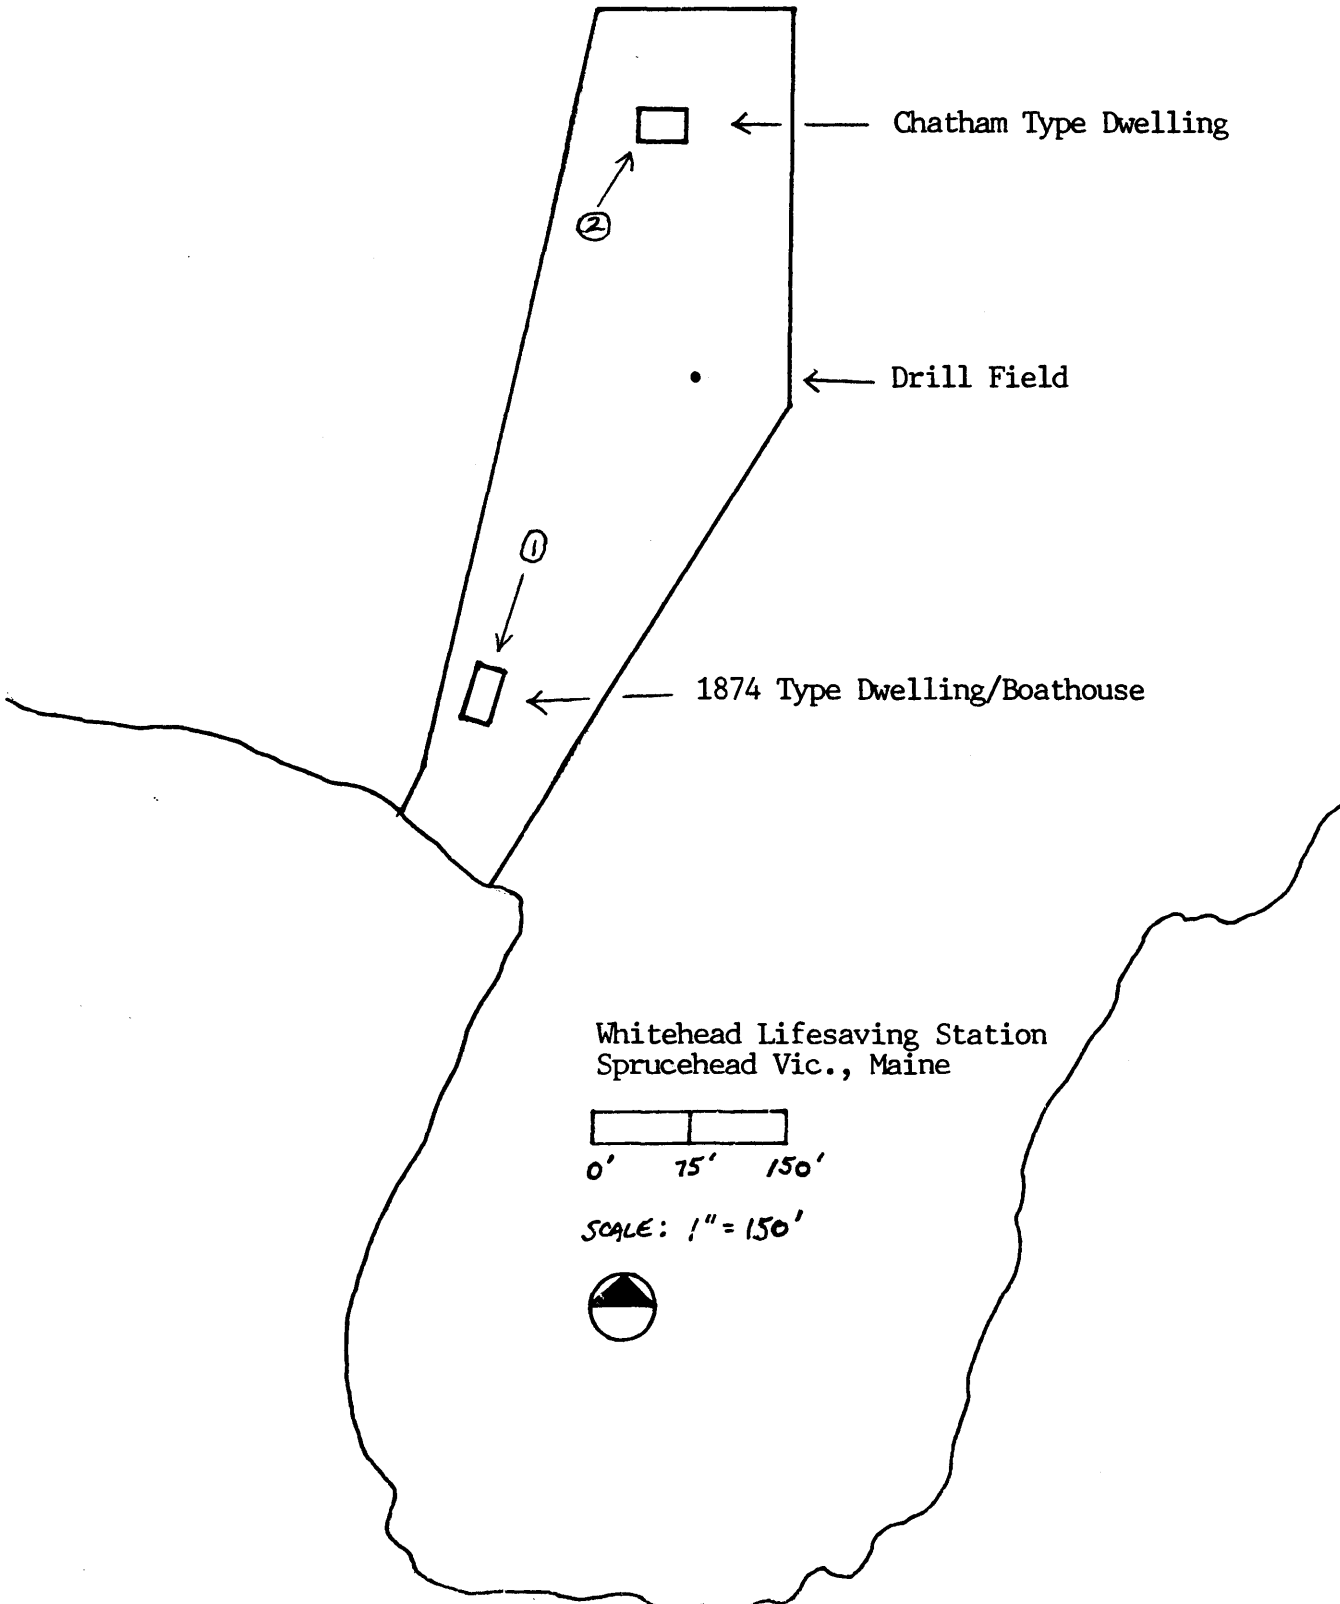 Chatham Type Dwelling
2
Drill Field
1
1874 Type Dwelling/Boathouse
Whitehead Lifesaving Station
Sprucehead Vic., Maine
0' 75' 150'
SCALE: 1" = 150'